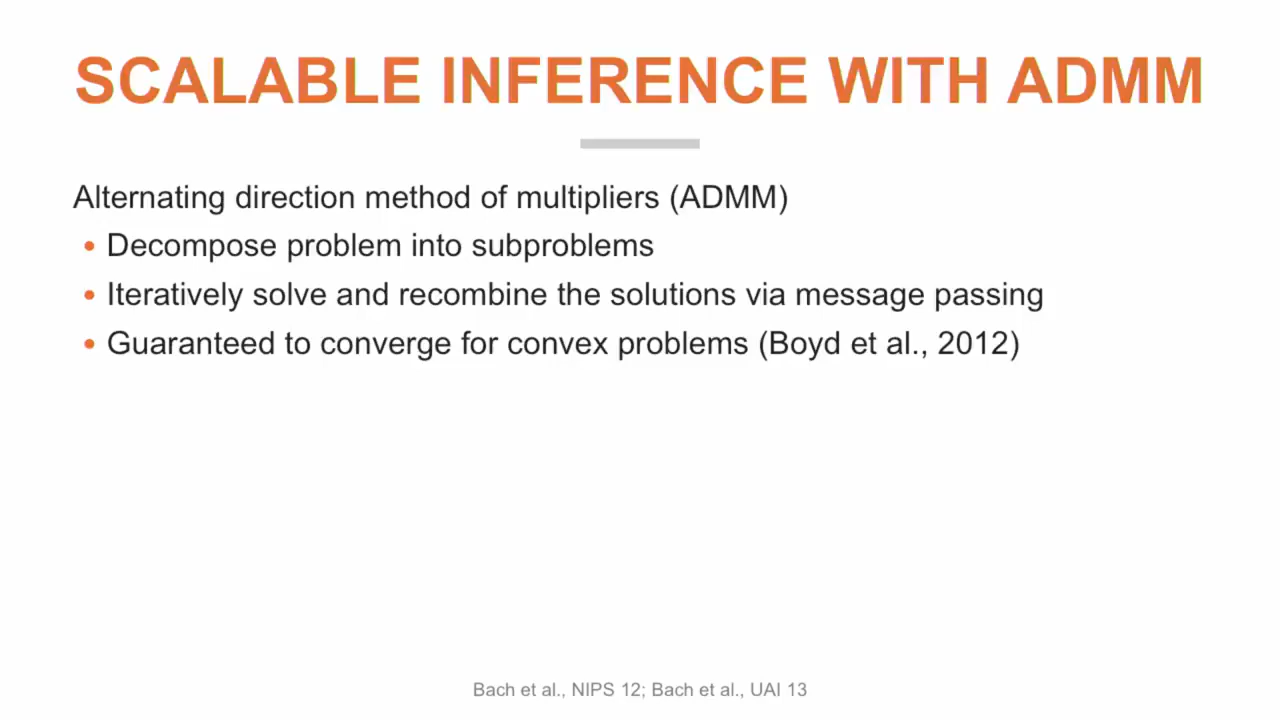 SCALABLE INFERENCE WITH ADMM
Alternating direction method of multipliers (ADMM)
• Decompose problem into subproblems
• Iteratively solve and recombine the solutions via message passing
• Guaranteed to converge for convex problems (Boyd et al., 2012)
Bach et al., NIPS 12; Bach et al., UAI 13